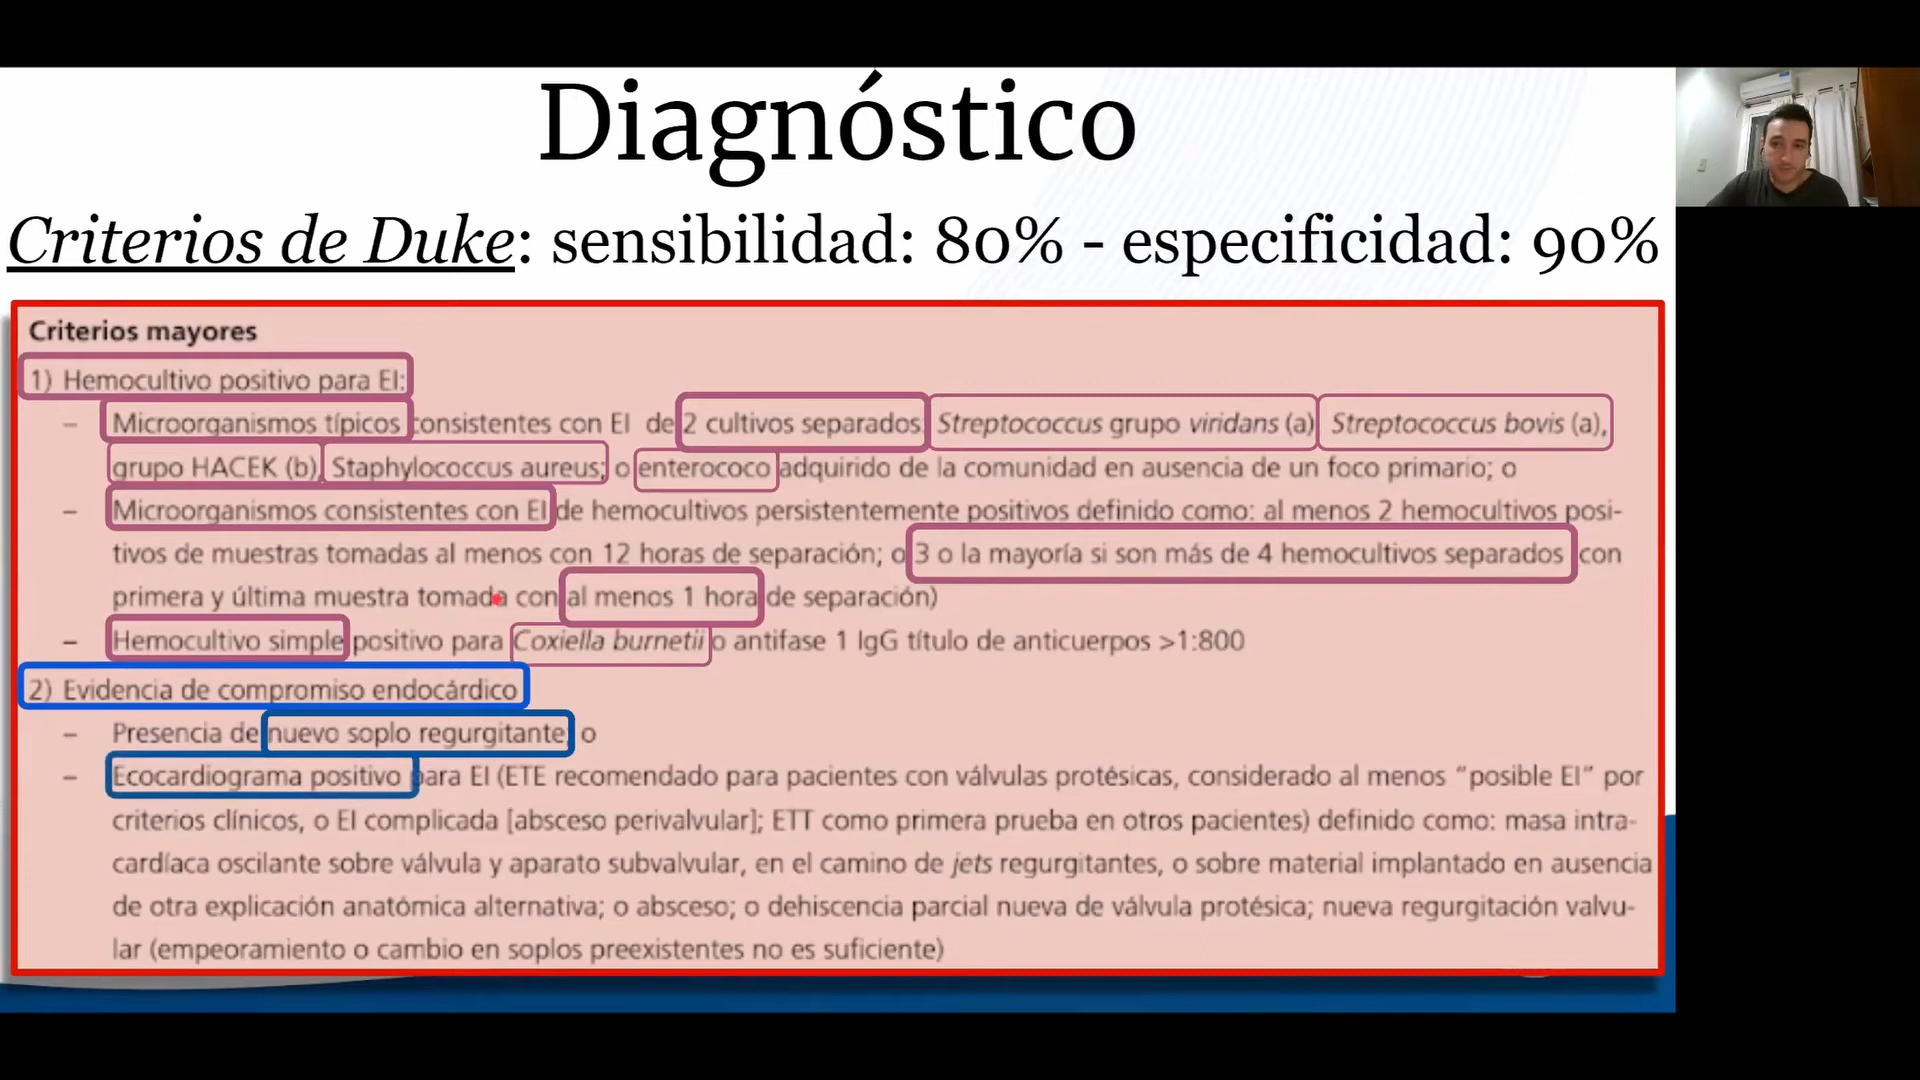 Diagnóstico
Criterios de Duke: sensibilidad: 80% - especificidad: 90%
Criterios mayores
1) Hemocultivo positivo para EI:
– Microorganismos típicos consistentes con EI de 2 cultivos separados: Streptococcus grupo viridans (a), Streptococcus bovis (a),
grupo HACEK (b), Staphylococcus aureus; o enterococo adquirido de la comunidad en ausencia de un foco primario; o
– Microorganismos consistentes con EI de hemocultivos persistentemente positivos definido como: al menos 2 hemocultivos posi-
tivos de muestras tomadas al menos con 12 horas de separación; o 3 o la mayoría si son más de 4 hemocultivos separados con
primera y última muestra tomada con al menos 1 hora de separación)
– Hemocultivo simple positivo para Coxiella burnetii o antifase 1 IgG título de anticuerpos >1:800
2) Evidencia de compromiso endocárdico
– Presencia de nuevo soplo regurgitante, o
– Ecocardiograma positivo para EI (ETE recomendado para pacientes con válvulas protésicas, considerado al menos “posible EI” por
criterios clínicos, o EI complicada [absceso perivalvular]; ETT como primera prueba en otros pacientes) definido como: masa intra-
cardíaca oscilante sobre válvula y aparato subvalvular, en el camino de jets regurgitantes, o sobre material implantado en ausencia
de otra explicación anatómica alternativa; o absceso; o dehiscencia parcial nueva de válvula protésica; nueva regurgitación valvu-
lar (empeoramiento o cambio en soplos preexistentes no es suficiente)